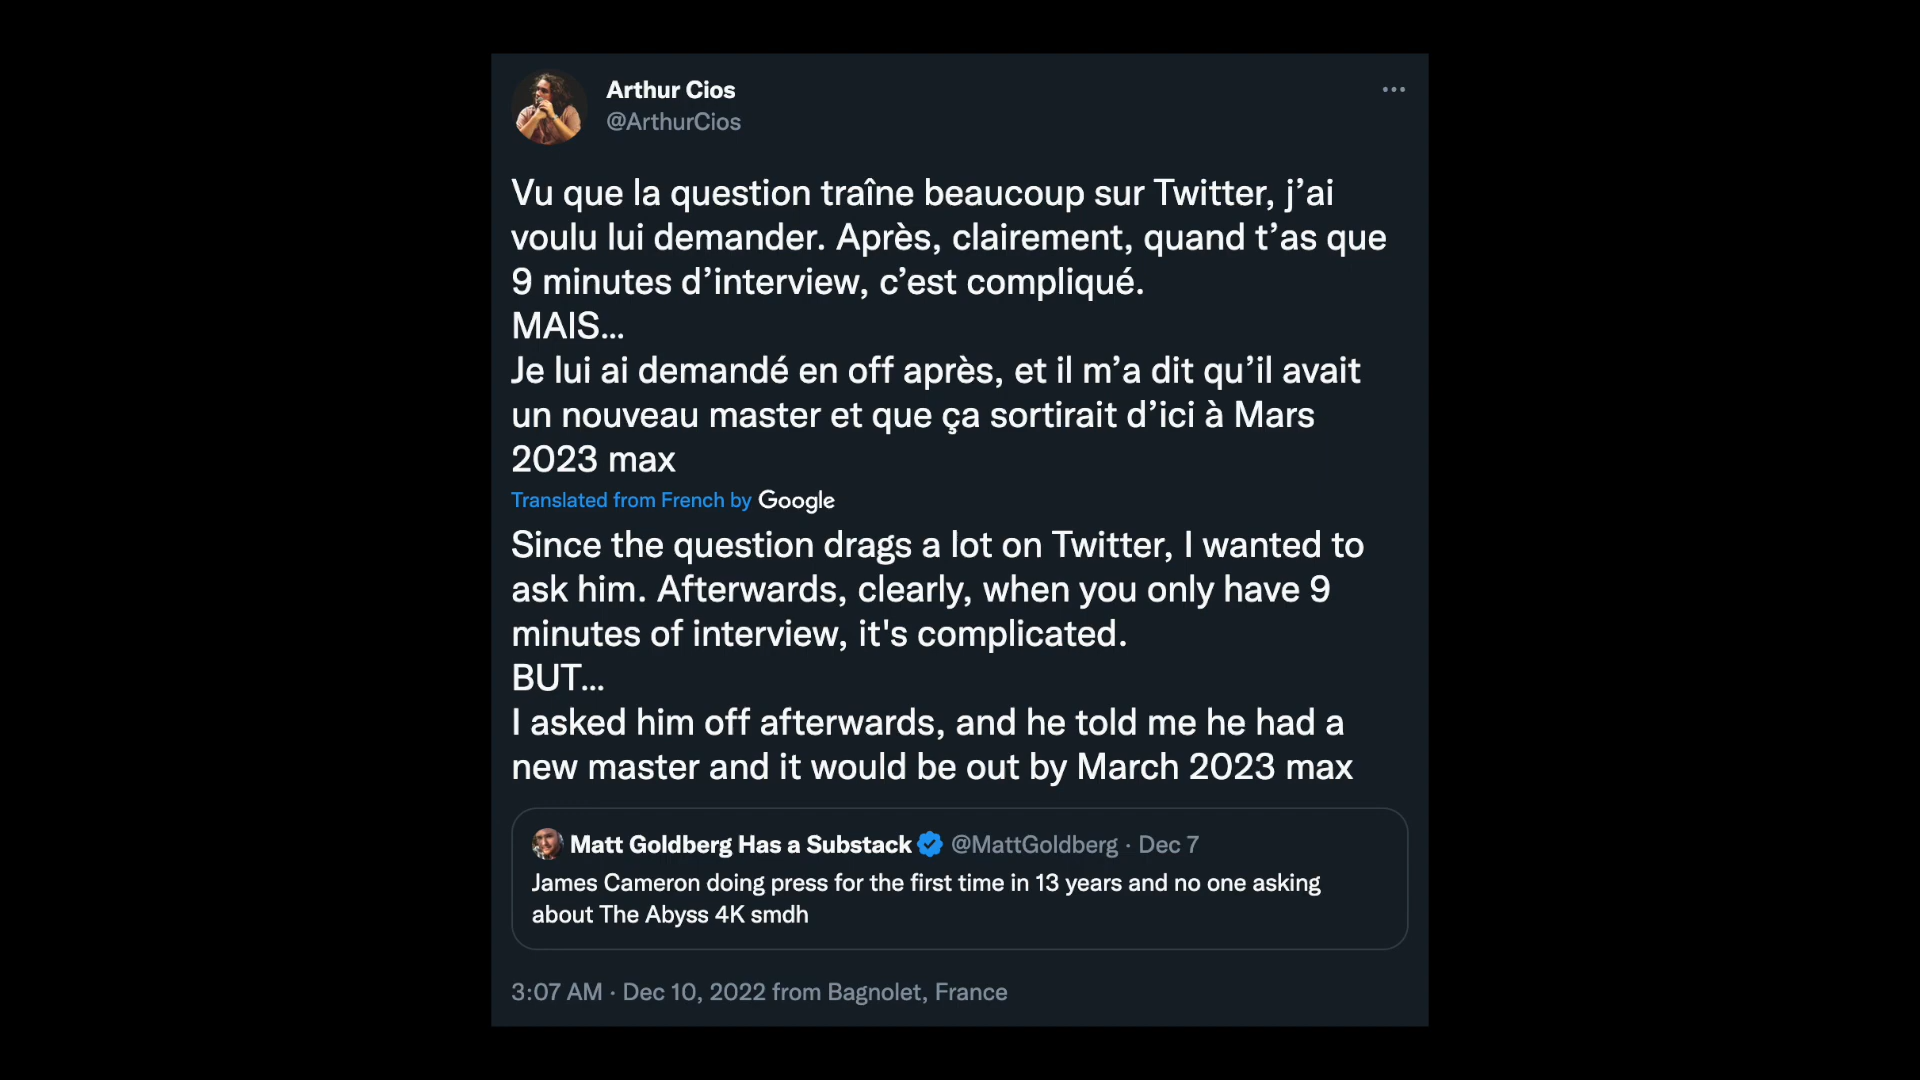 Arthur Cios
@ArthurCios
Vu que la question traîne beaucoup sur Twitter, j’ai
voulu lui demander. Après, clairement, quand t’as que
9 minutes d’interview, c’est compliqué.
MAIS…
Je lui ai demandé en off après, et il m’a dit qu’il avait
un nouveau master et que ça sortirait d’ici à Mars
2023 max
Translated from French by Google
Since the question drags a lot on Twitter, I wanted to
ask him. Afterwards, clearly, when you only have 9
minutes of interview, it's complicated.
BUT…
I asked him off afterwards, and he told me he had a
new master and it would be out by March 2023 max
Matt Goldberg Has a Substack @MattGoldberg · Dec 7
James Cameron doing press for the first time in 13 years and no one asking
about The Abyss 4K smdh
3:07 AM · Dec 10, 2022 from Bagnolet, France